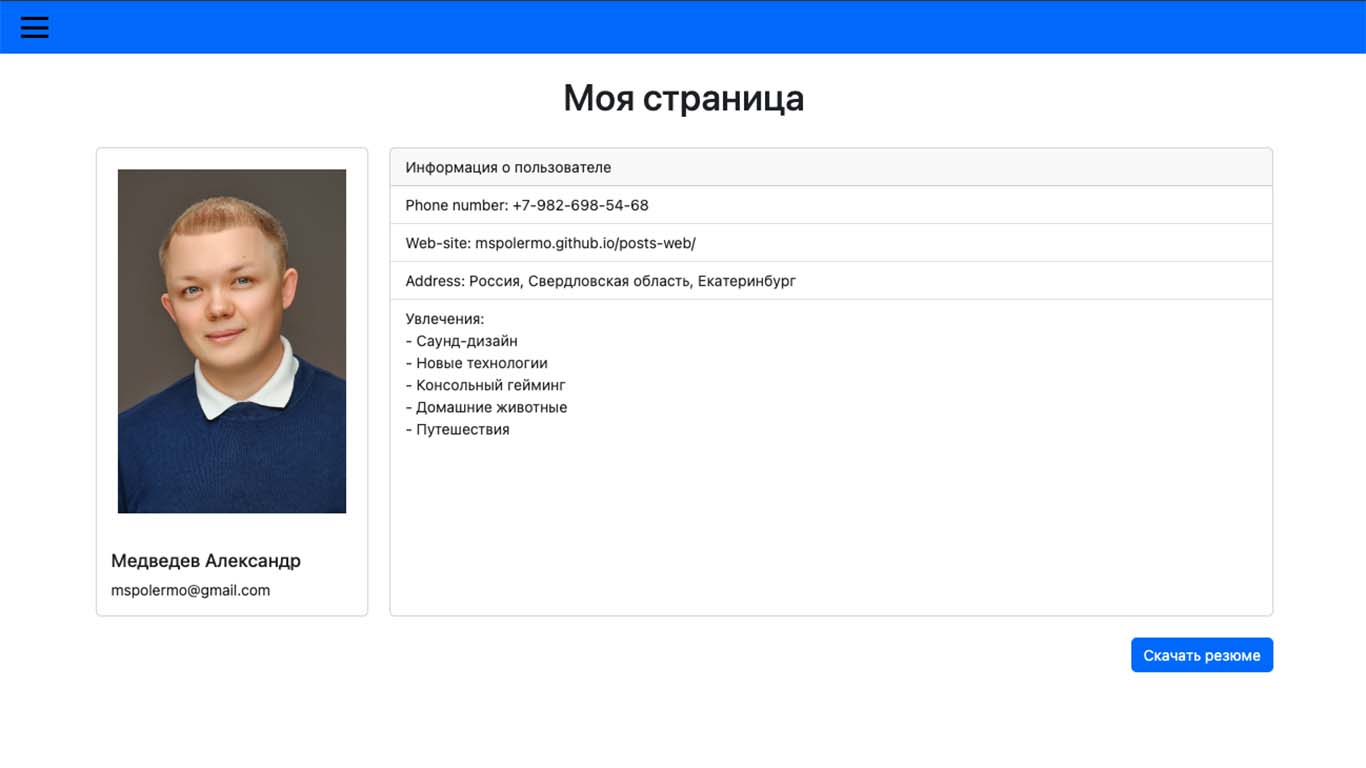 Моя страница
Медведев Александр
mspolermo@gmail.com
Информация о пользователе
Phone number: +7-982-698-54-68
Web-site: mspolermo.github.io/posts-web/
Address: Россия, Свердловская область, Екатеринбург
Увлечения:
- Саунд-дизайн
- Новые технологии
- Консольный гейминг
- Домашние животные
- Путешествия
Скачать резюме